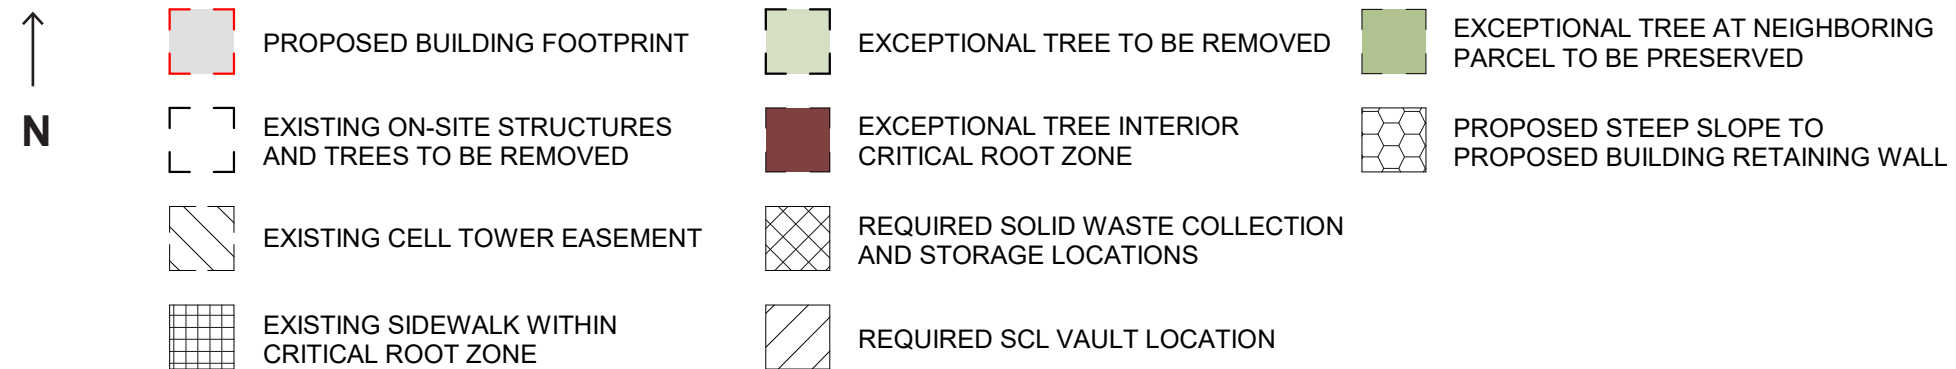 N
PROPOSED BUILDING FOOTPRINT
EXISTING ON-SITE STRUCTURES
AND TREES TO BE REMOVED
EXISTING CELL TOWER EASEMENT
EXISTING SIDEWALK WITHIN
CRITICAL ROOT ZONE
EXCEPTIONAL TREE TO BE REMOVED
EXCEPTIONAL TREE INTERIOR
CRITICAL ROOT ZONE
REQUIRED SOLID WASTE COLLECTION
AND STORAGE LOCATIONS
REQUIRED SCL VAULT LOCATION
EXCEPTIONAL TREE AT NEIGHBORING
PARCEL TO BE PRESERVED
PROPOSED STEEP SLOPE TO
PROPOSED BUILDING RETAINING WALL